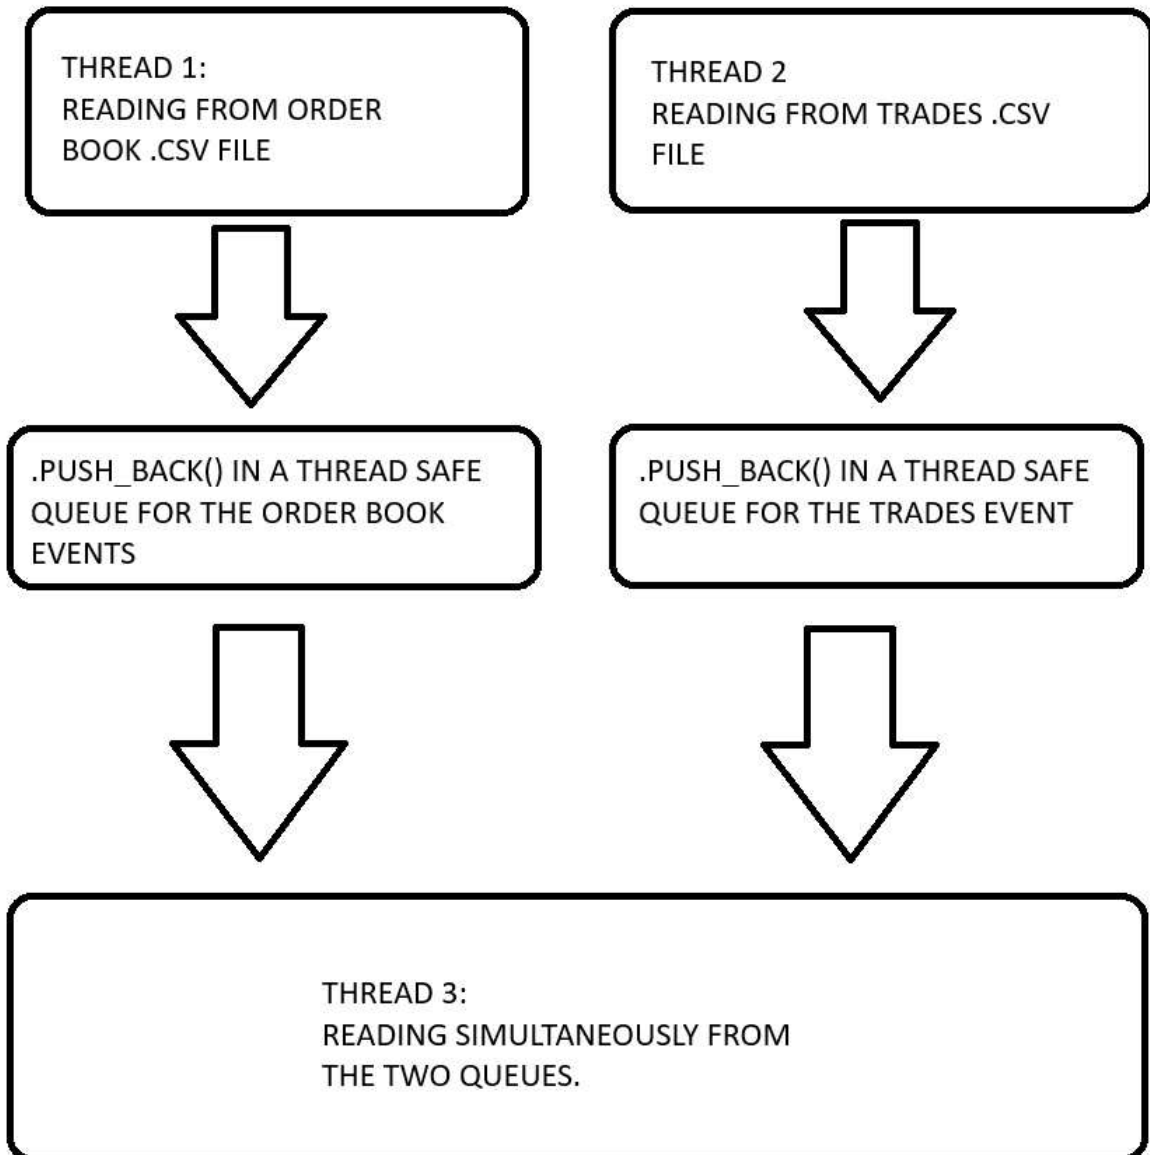 THREAD 1:
READING FROM ORDER
BOOK .CSV FILE
THREAD 2
READING FROM TRADES .CSV
FILE
.PUSH_BACK() IN A THREAD SAFE
QUEUE FOR THE ORDER BOOK
EVENTS
.PUSH_BACK() IN A THREAD SAFE
QUEUE FOR THE TRADES EVENT
THREAD 3:
READING SIMULTANEOUSLY FROM
THE TWO QUEUES.